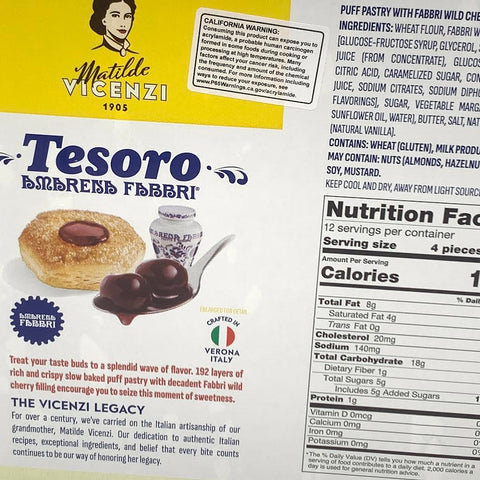 Matilde
VICENZI
1905
CALIFORNIA WARNING:
Consuming this product can expose you to
acrylamide, a probable human carcinogen
formed in some foods during cooking or
processing at high temperatures. Many
factors affect your cancer risk, including
the frequency and amount of the chemical
consumed. For more information including
ways to reduce your exposure, see
www.P65Warnings.ca.gov/acrylamide.
Tesoro
AMARENA FABBRI
AMARENA FABBRI
ENLARGED FOR DETAIL
CRAFTED IN
VERONA
ITALY
AMARENA
FABBRI
Treat your taste buds to a splendid wave of flavor. 192 layers of
rich and crispy slow baked puff pastry with decadent Fabbri wild
cherry filling encourage you to seize this moment of sweetness.
THE VICENZI LEGACY
For over a century, we've carried on the Italian artisanship of our
grandmother, Matilde Vicenzi. Our dedication to authentic Italian
recipes, exceptional ingredients, and belief that every bite counts
continues to be our way of honoring her legacy.
PUFF PASTRY WITH FABBRI WILD CHE
INGREDIENTS: WHEAT FLOUR, FABBRI W
[GLUCOSE-FRUCTOSE SYRUP, GLYCEROL, S
JUICE (FROM CONCENTRATE), GLUCO
CITRIC ACID, CARAMELIZED SUGAR, CON
JUICE, SODIUM CITRATES, SODIUM DIPH
FLAVORINGS], SUGAR, VEGETABLE MARG
SUNFLOWER OIL, WATER), BUTTER, SALT, NAT
(NATURAL VANILLA).
CONTAINS: WHEAT (GLUTEN), MILK PRODU
MAY CONTAIN: NUTS (ALMONDS, HAZELNU
SOY, MUSTARD.
KEEP COOL AND DRY, AWAY FROM LIGHT SOURC
Nutrition Fac
12 servings per container
Serving size 4 pieces
Amount Per Serving
Calories 1
% Dail
Total Fat 8g
Saturated Fat 4g
Trans Fat 0g
Cholesterol 20mg
Sodium 140mg
Total Carbohydrate 18g
Dietary Fiber 1g
Total Sugars 5g
Includes 5g Added Sugars 1
Protein 1g
Vitamin D 0mcg 0
Calcium 0mg 0
Iron 0mg 0
Potassium 0mg 0
*The % Daily Value (DV) tells you how much a nutrient in a
serving of food contributes to a daily diet. 2,000 calories a
day is used for general nutrition advice.